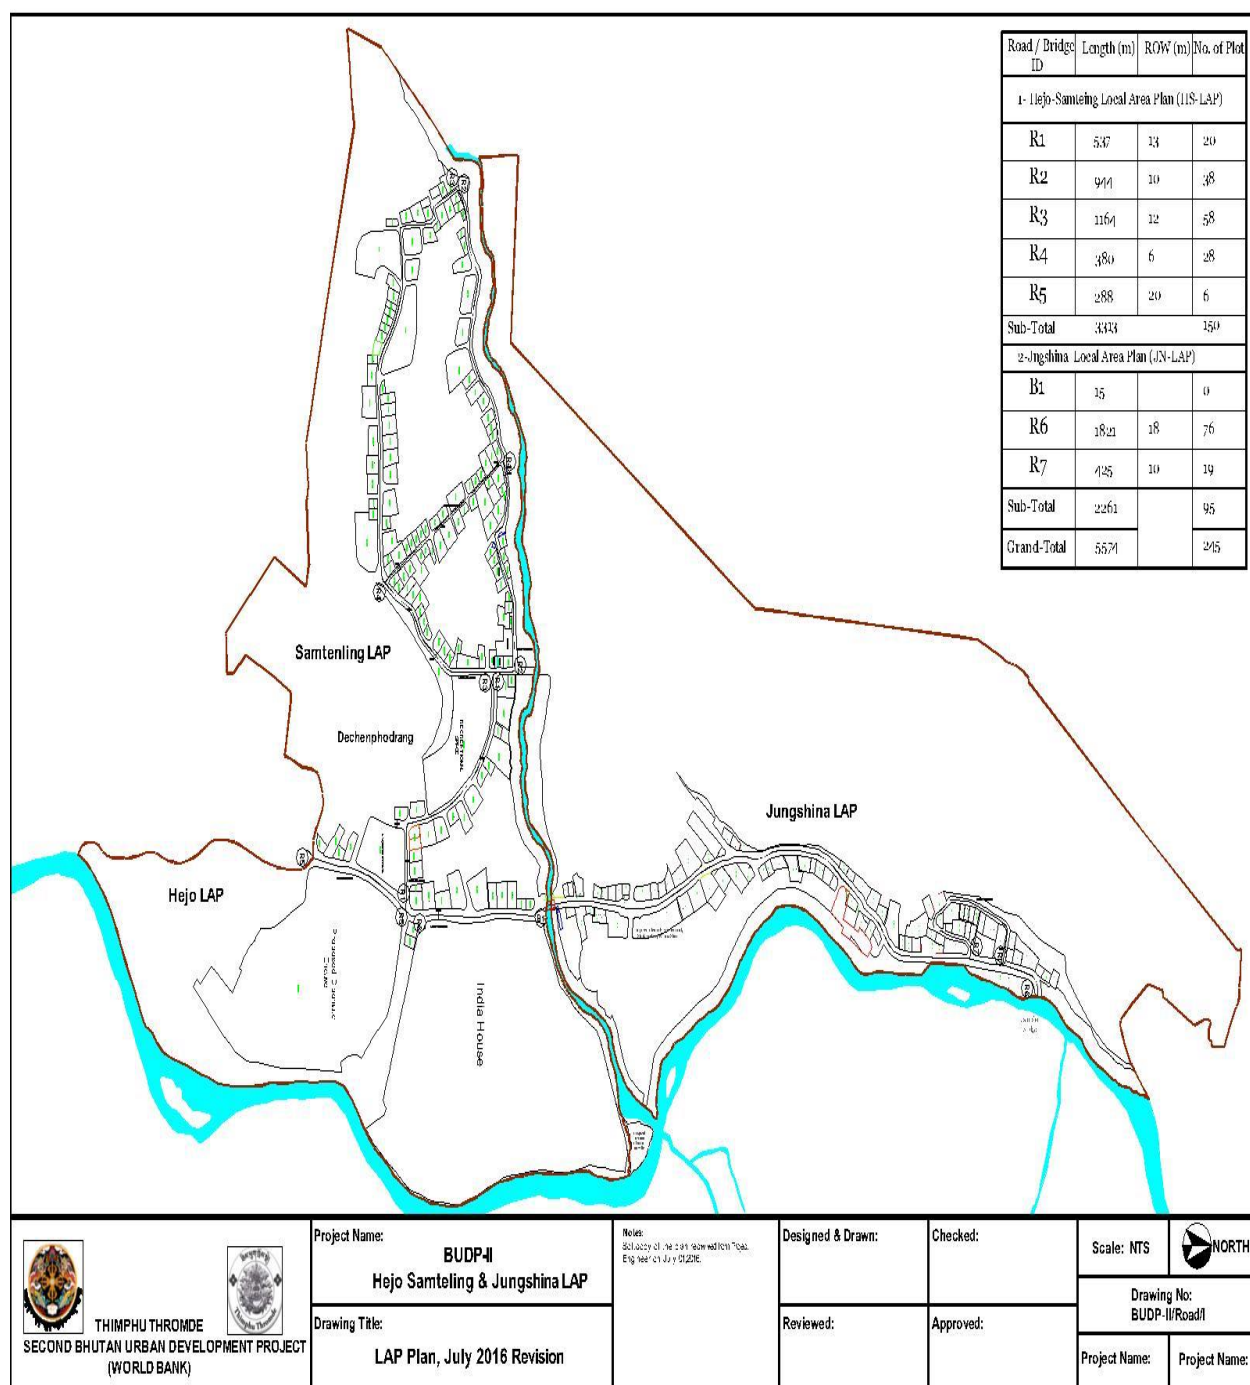 Road / Bridge ID Length (m) ROW (m) No. of Plot
1- Hejo-Samteing Local Area Plan (HS-LAP)
R1 537 13 20
R2 944 10 38
R3 1164 12 58
R4 380 6 28
R5 288 20 6
Sub-Total 3313 150
2-Jngshina Local Area Plan (JN-LAP)
B1 15 0
R6 1821 18 76
R7 425 10 19
Sub-Total 2261 95
Grand-Total 5574 245
Samtenling LAP
Dechenphodrang
Jungshina LAP
Hejo LAP
India House
THIMPHU THROMDE
SECOND BHUTAN URBAN DEVELOPMENT PROJECT
(WORLD BANK)
Project Name:
BUDP-II
Hejo Samteling & Jungshina LAP
Drawing Title:
LAP Plan, July 2016 Revision
Notes:
Designed & Drawn:
Checked:
Reviewed:
Approved:
Scale: NTS
NORTH
Drawing No:
BUDP-II/Road/I
Project Name:
Project Name: